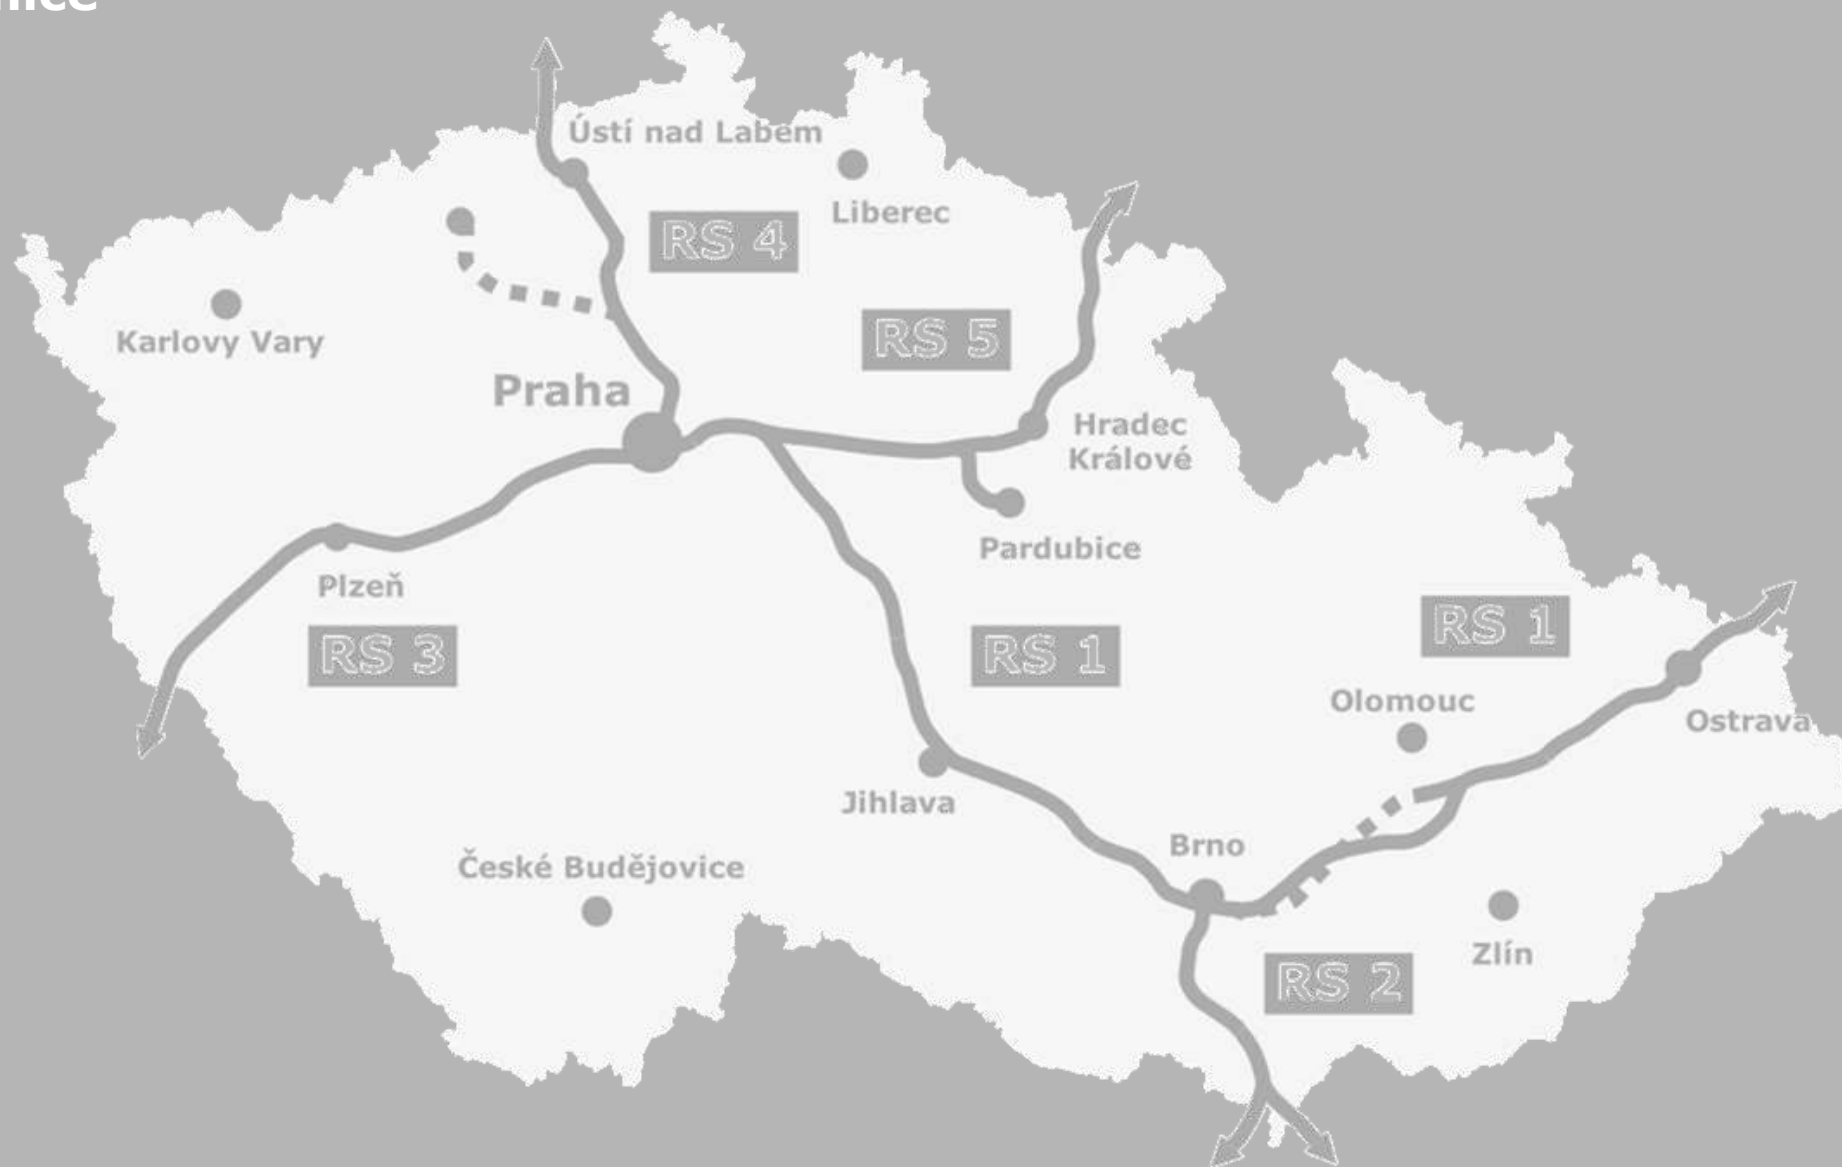 Ústí nad Labem
Liberec
RS 4
Karlovy Vary
RS 5
Praha
Hradec
Králové
Pardubice
Plzeň
RS 3
RS 1
RS 1
Olomouc
Ostrava
Jihlava
Brno
České Budějovice
Zlín
RS 2